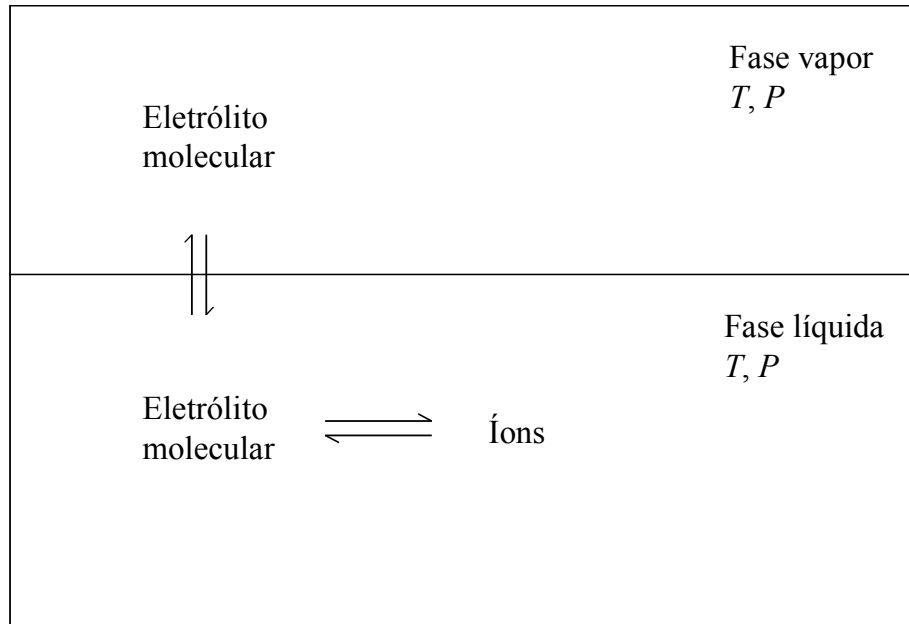 Fase vapor
T, P
Eletrólito
molecular
Fase líquida
T, P
Eletrólito
molecular
Íons